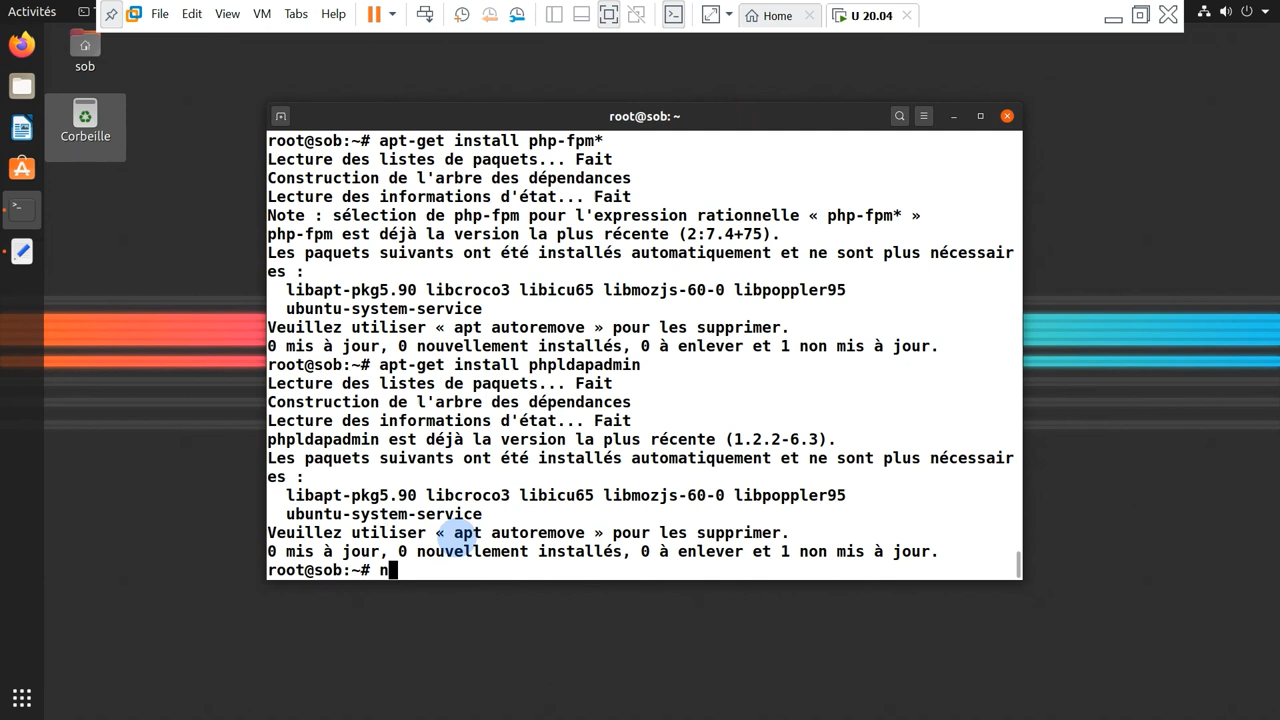 Activités
File Edit View VM Tabs Help
Home
U 20.04
sob
Corbeille
root@sob: ~
root@sob:~# apt-get install php-fpm*
Lecture des listes de paquets... Fait
Construction de l'arbre des dépendances
Lecture des informations d'état... Fait
Note : sélection de php-fpm pour l'expression rationnelle « php-fpm* »
php-fpm est déjà la version la plus récente (2:7.4+75).
Les paquets suivants ont été installés automatiquement et ne sont plus nécessair
es :
libapt-pkg5.90 libcroco3 libicu65 libmozjs-60-0 libpoppler95
ubuntu-system-service
Veuillez utiliser « apt autoremove » pour les supprimer.
0 mis à jour, 0 nouvellement installés, 0 à enlever et 1 non mis à jour.
root@sob:~# apt-get install phpldapadmin
Lecture des listes de paquets... Fait
Construction de l'arbre des dépendances
Lecture des informations d'état... Fait
phpldapadmin est déjà la version la plus récente (1.2.2-6.3).
Les paquets suivants ont été installés automatiquement et ne sont plus nécessair
es :
libapt-pkg5.90 libcroco3 libicu65 libmozjs-60-0 libpoppler95
ubuntu-system-service
Veuillez utiliser « apt autoremove » pour les supprimer.
0 mis à jour, 0 nouvellement installés, 0 à enlever et 1 non mis à jour.
root@sob:~# n